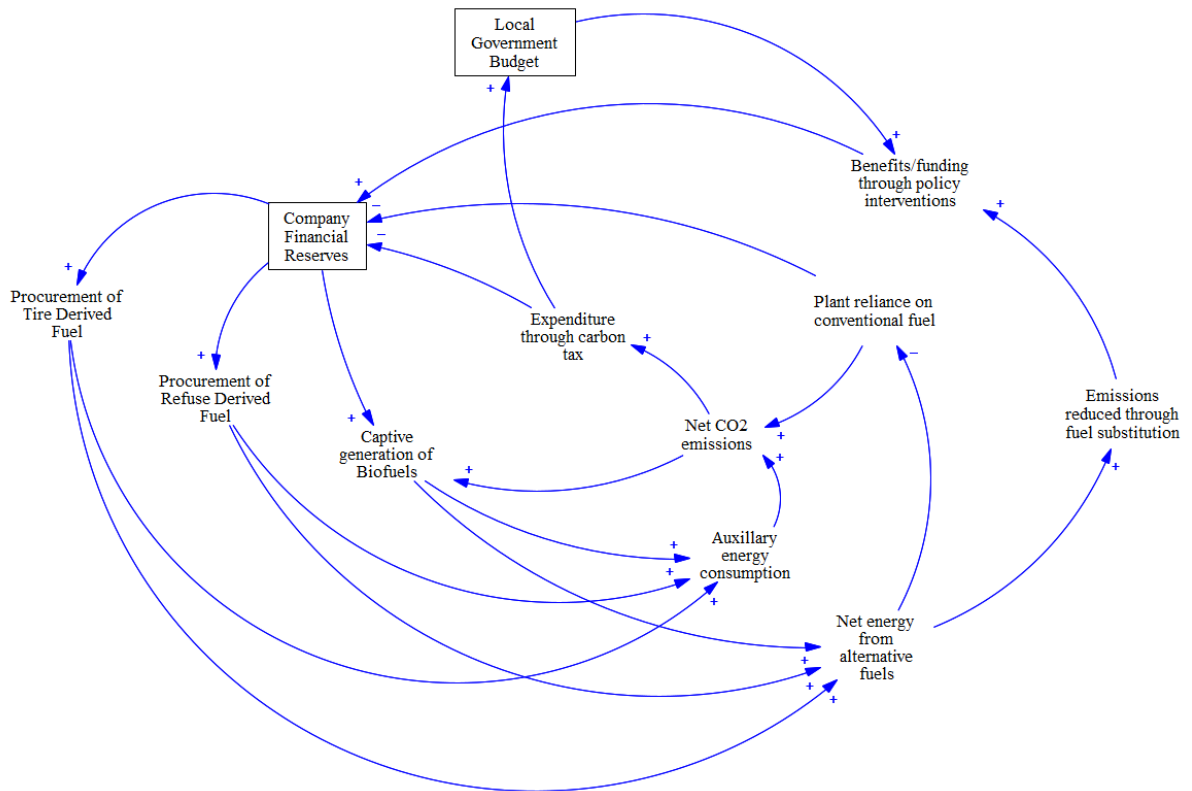 Local
Government
Budget
+
+
Benefits/funding
through policy
interventions
+
−
+
Company
Financial
Reserves
−
+
Procurement of
Tire Derived
Fuel
Plant reliance on
conventional fuel
Expenditure
through carbon
tax
+
−
+
Procurement of
Refuse Derived
Fuel
Emissions
reduced through
fuel substitution
+
Captive
generation of
Biofuels
Net CO2
emissions
+
+
+
+
Auxillary
energy
consumption
+
+
+
Net energy
from
alternative
fuels
+
+
+